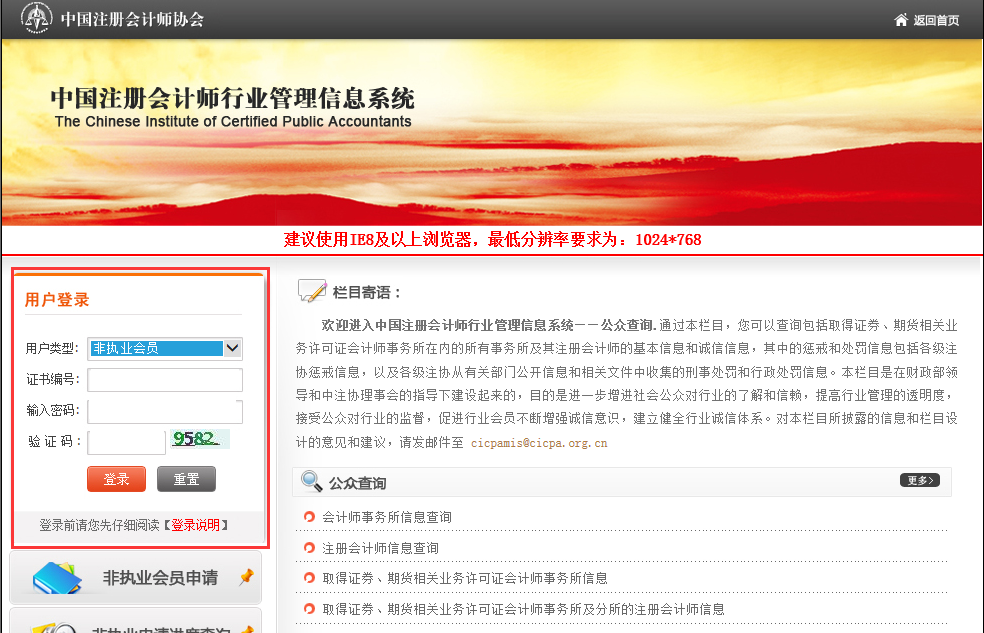 中国注册会计师协会
返回首页
中国注册会计师行业管理信息系统
The Chinese Institute of Certified Public Accountants
建议使用IE8及以上浏览器，最低分辨率要求为：1024*768
用户登录
用户类型：
非执业会员
证书编号：
输入密码：
验 证 码：
9582
登录
重置
登录前请您先仔细阅读【登录说明】
非执业会员申请
非执业申请进度查询
栏目寄语：
欢迎进入中国注册会计师行业管理信息系统——公众查询.通过本栏目，您可以查询包括取得证券、期货相关业
务许可证会计师事务所在内的所有事务所及其注册会计师的基本信息和诚信信息，其中的惩戒和处罚信息包括各级注
协惩戒信息，以及各级注协从有关部门公开信息和相关文件中收集的刑事处罚和行政处罚信息。本栏目是在财政部领
导和中注协理事会的指导下建设起来的，目的是进一步增进社会公众对行业的了解和信赖，提高行业管理的透明度，
接受公众对行业的监督，促进行业会员不断增强诚信意识，建立健全行业诚信体系。对本栏目所披露的信息和栏目设
计的意见和建议，请发邮件至 cicpamis@cicpa.org.cn
公众查询
更多>
会计师事务所信息查询
注册会计师信息查询
取得证券、期货相关业务许可证会计师事务所信息
取得证券、期货相关业务许可证会计师事务所及分所的注册会计师信息